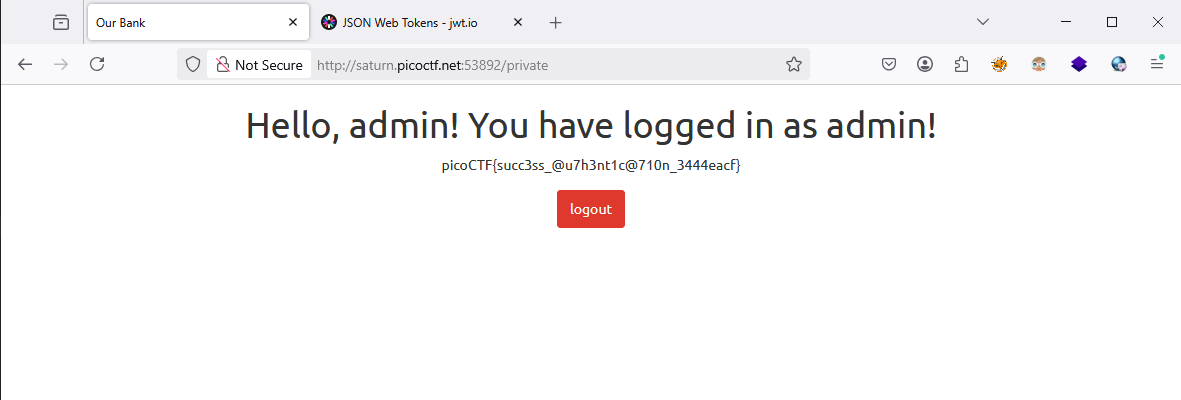 Our Bank
JSON Web Tokens - jwt.io
Not Secure
http://saturn.picoctf.net:53892/private
Hello, admin! You have logged in as admin!
picoCTF{succ3ss_@u7h3nt1c@710n_3444eacf}
logout